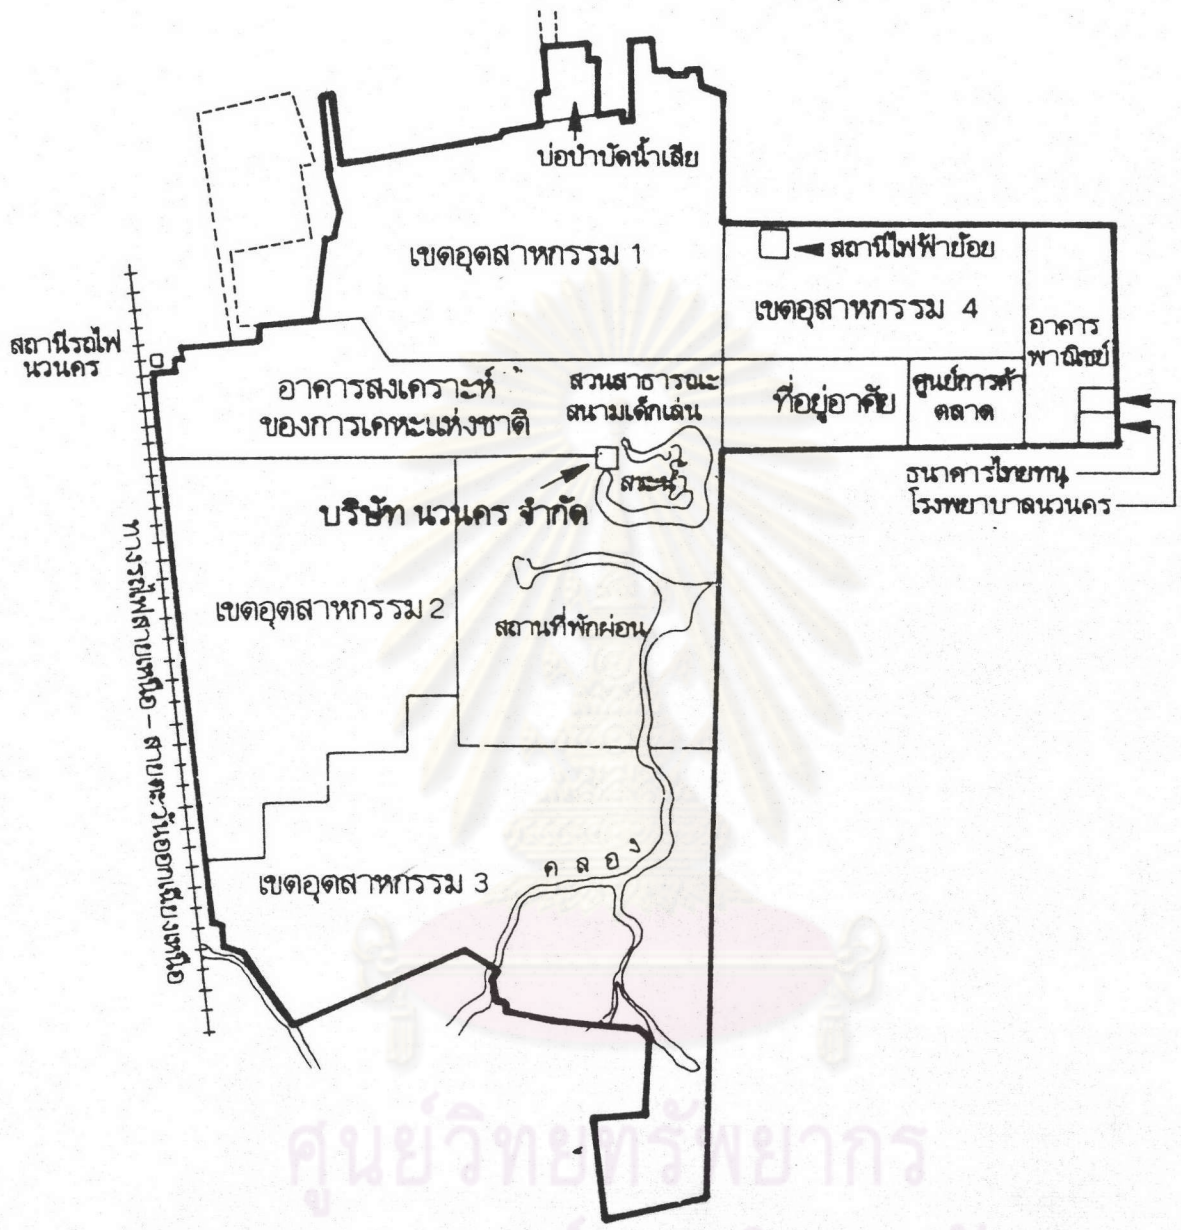 บ่อบำบัดน้ำเสีย
เขตอุตสาหกรรม 1
สถานีไฟฟ้าย่อย
เขตอุสาหกรรม 4
อาคาร
พาณิชย์
สถานีรถไฟ
นวนคร
อาคารสงเคราะห์
ของการเคหะแห่งชาติ
สวนสาธารณะ
สนามเด็กเล่น
ที่อยู่อาศัย
ศูนย์การค้า
ตลาด
สระน้ำ
ธนาคารไทยทนุ
โรงพยาบาลนวนคร
บริษัท นวนคร จำกัด
เขตอุตสาหกรรม 2
สถานที่พักผ่อน
ทางรถไฟสายเหนือ - สายตะวันออกเฉียงเหนือ
คลอง
เขตอุตสาหกรรม 3
ศูนย์วิทยทรัพยากร